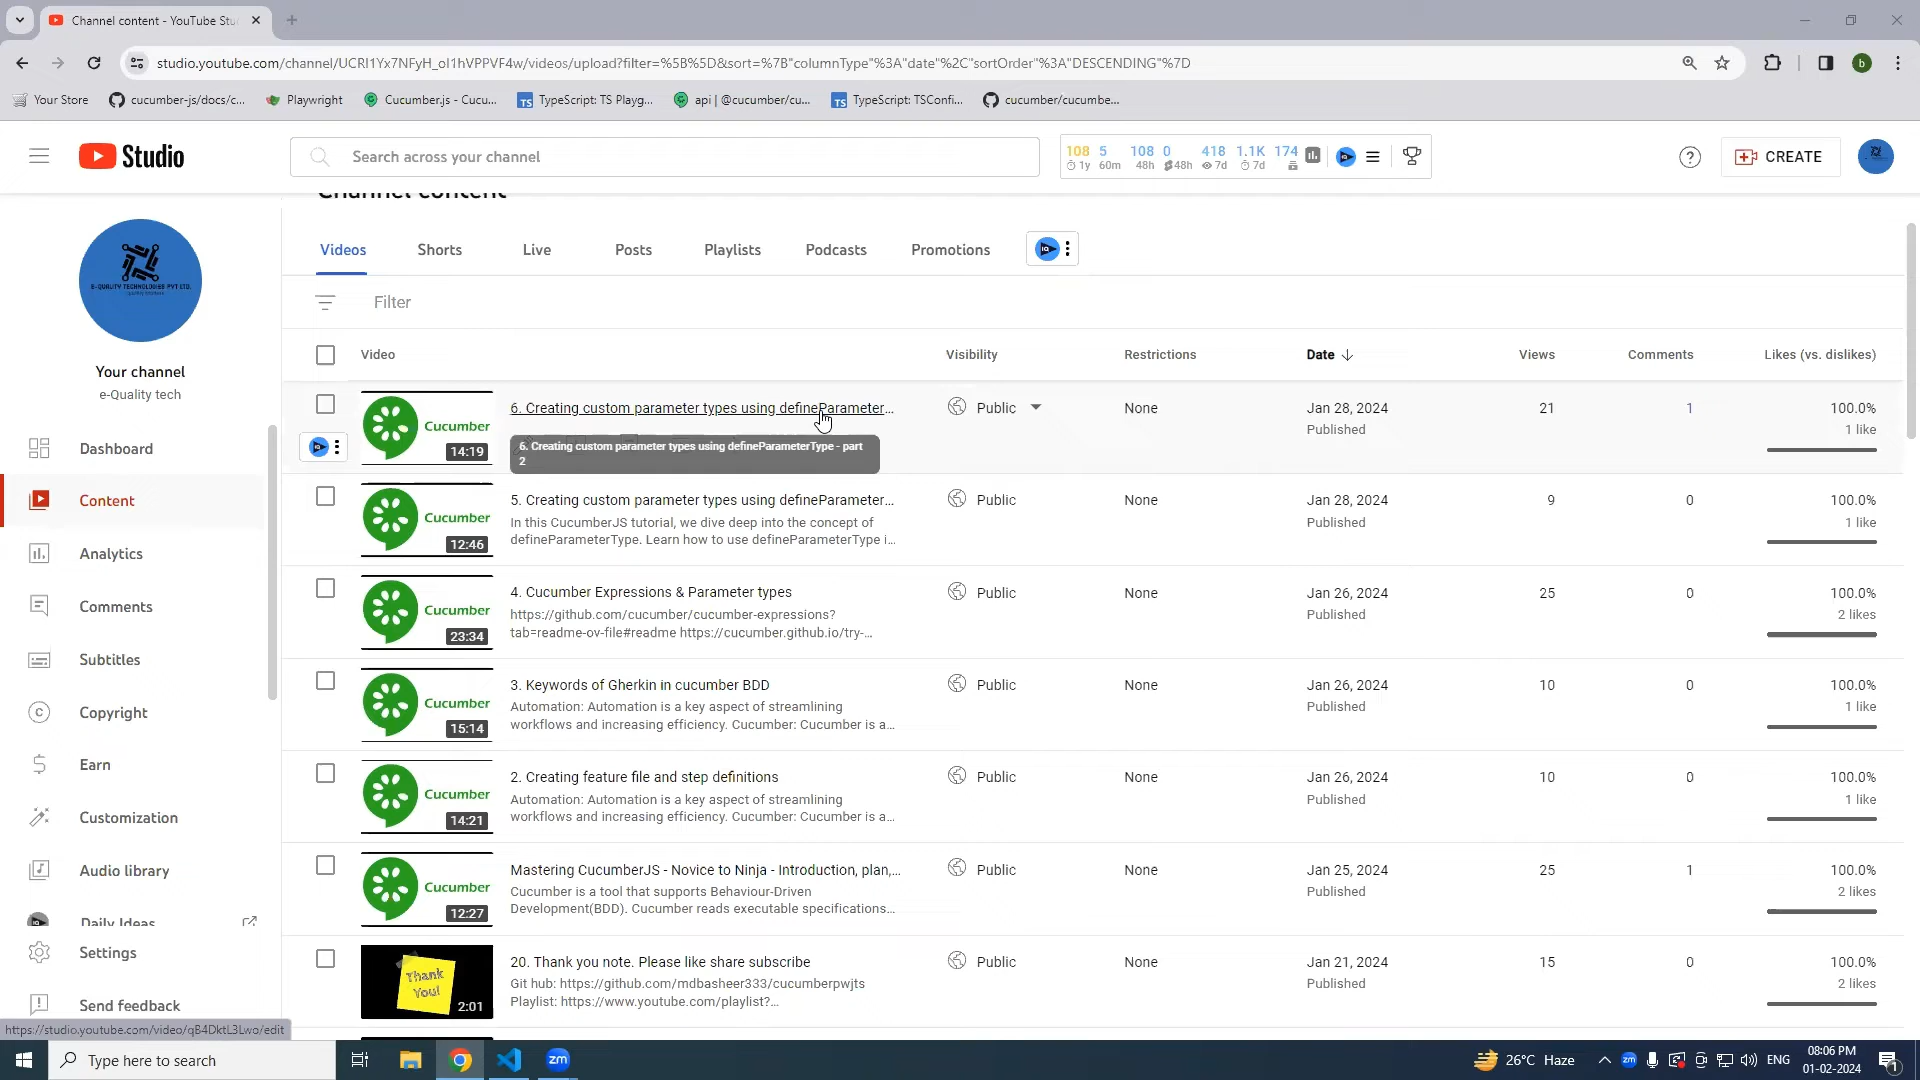 Channel content - YouTube Stu
studio.youtube.com/channel/UCRI1Yx7NFyH_oI1hVPPVF4w/videos/upload?filter=%5B%5D&sort=%7B"columnType"%3A"date"%2C"sortOrder"%3A"DESCENDING"%7D
b
Your Store
cucumber-js/docs/c...
Playwright
Cucumber.js - Cucu...
TypeScript: TS Playg...
api | @cucumber/cu...
TypeScript: TSConfi...
cucumber/cucumbe...
Studio
Search across your channel
108 5 108 0 418 1.1K 174
1y 60m 48h 48h 7d 7d
CREATE
Channel content
E-QUALITY TECHNOLOGIES PVT LTD.
Your channel
e-Quality tech
Dashboard
Content
Analytics
Comments
Subtitles
Copyright
Earn
Customization
Audio library
Daily Ideas
Settings
Send feedback
Videos
Shorts
Live
Posts
Playlists
Podcasts
Promotions
Filter
Video
Visibility
Restrictions
Date
Views
Comments
Likes (vs. dislikes)
Cucumber
14:19
6. Creating custom parameter types using defineParameter...
6. Creating custom parameter types using defineParameterType - part
2
Public
None
Jan 28, 2024
Published
21
1
100.0%
1 like
Cucumber
12:46
5. Creating custom parameter types using defineParameter...
In this CucumberJS tutorial, we dive deep into the concept of
defineParameterType. Learn how to use defineParameterType i...
Public
None
Jan 28, 2024
Published
9
0
100.0%
1 like
Cucumber
23:34
4. Cucumber Expressions & Parameter types
https://github.com/cucumber/cucumber-expressions?
tab=readme-ov-file#readme https://cucumber.github.io/try-...
Public
None
Jan 26, 2024
Published
25
0
100.0%
2 likes
Cucumber
15:14
3. Keywords of Gherkin in cucumber BDD
Automation: Automation is a key aspect of streamlining
workflows and increasing efficiency. Cucumber: Cucumber is a...
Public
None
Jan 26, 2024
Published
10
0
100.0%
1 like
Cucumber
14:21
2. Creating feature file and step definitions
Automation: Automation is a key aspect of streamlining
workflows and increasing efficiency. Cucumber: Cucumber is a...
Public
None
Jan 26, 2024
Published
10
0
100.0%
1 like
Cucumber
12:27
Mastering CucumberJS - Novice to Ninja - Introduction, plan,...
Cucumber is a tool that supports Behaviour-Driven
Development(BDD). Cucumber reads executable specifications...
Public
None
Jan 25, 2024
Published
25
1
100.0%
2 likes
Thank
You!
2:01
20. Thank you note. Please like share subscribe
Git hub: https://github.com/mdbasheer333/cucumberpwjts
Playlist: https://www.youtube.com/playlist?...
Public
None
Jan 21, 2024
Published
15
0
100.0%
2 likes
https://studio.youtube.com/video/qB4DktL3Lwo/edit
Type here to search
zm
26°C Haze
zm
ENG
08:06 PM
01-02-2024
1